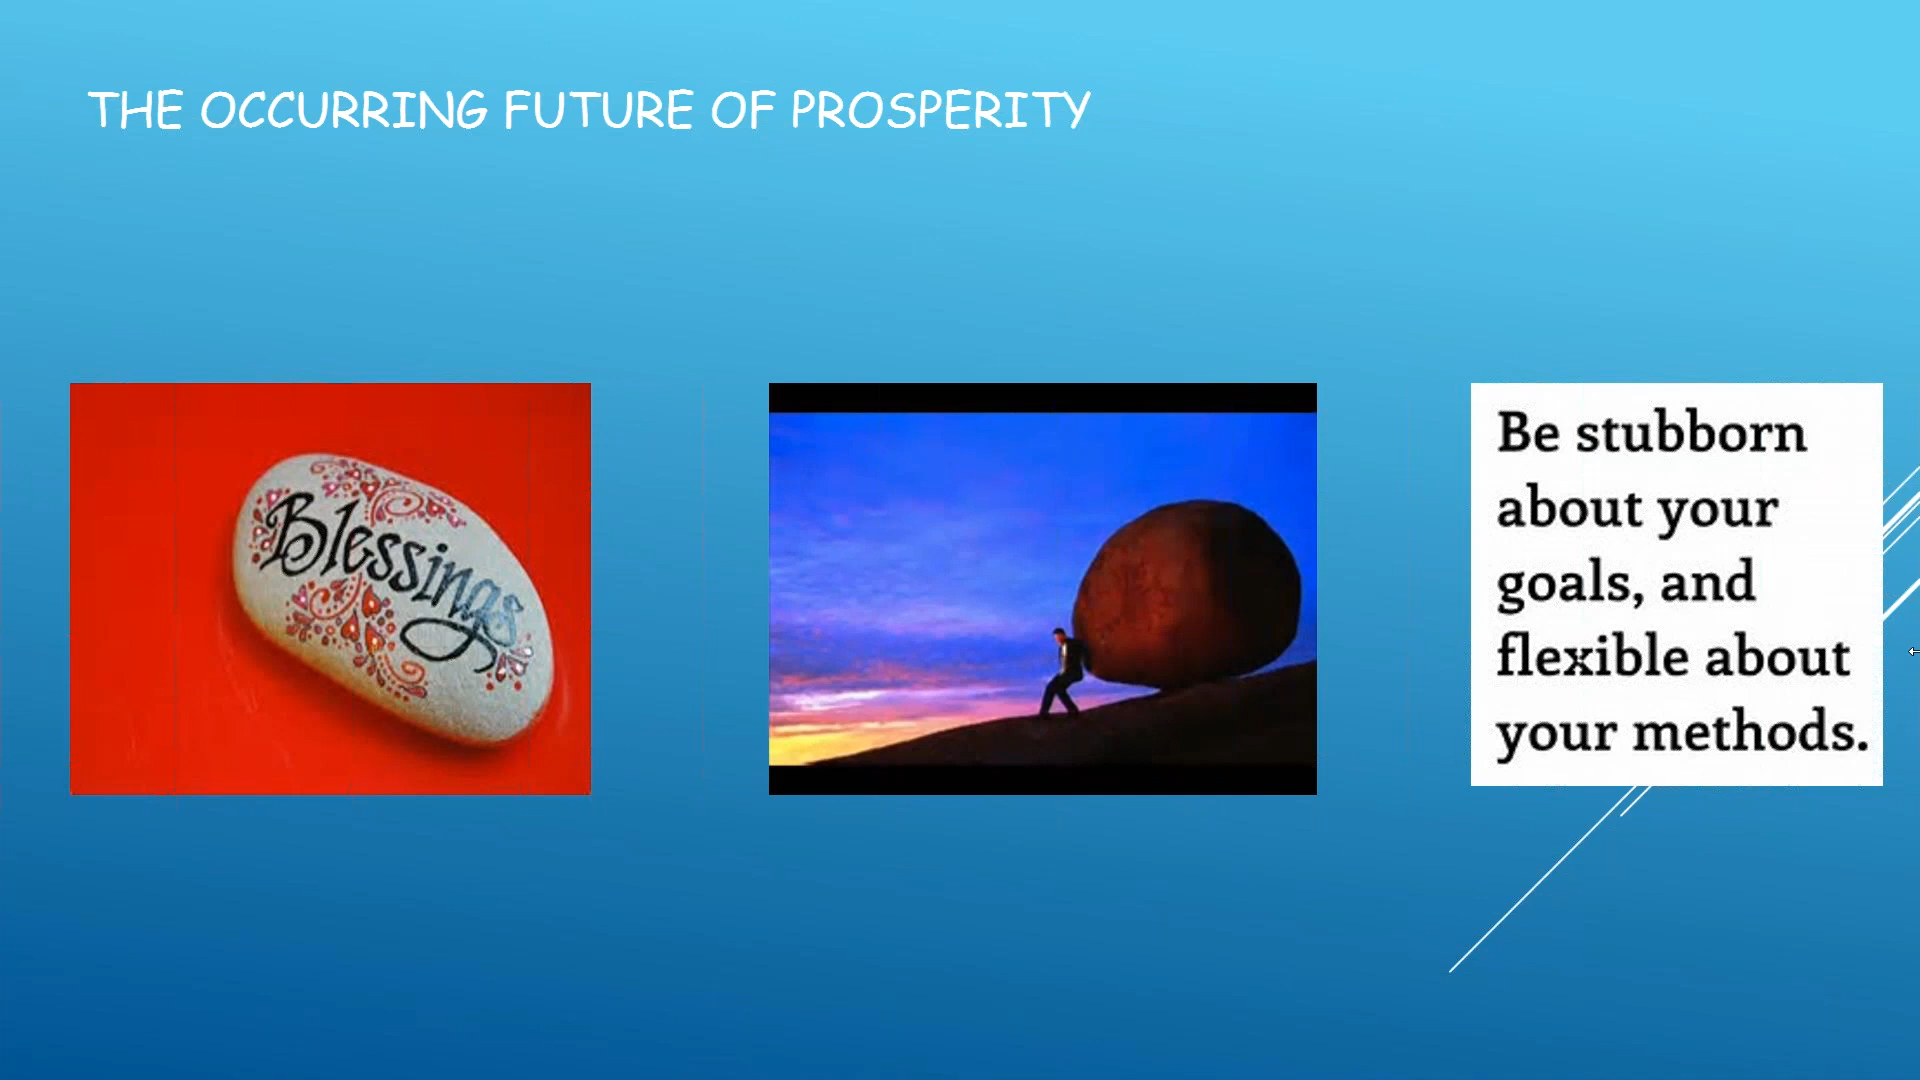 THE OCCURRING FUTURE OF PROSPERITY
Blessings
Be stubborn
about your
goals, and
flexible about
your methods.